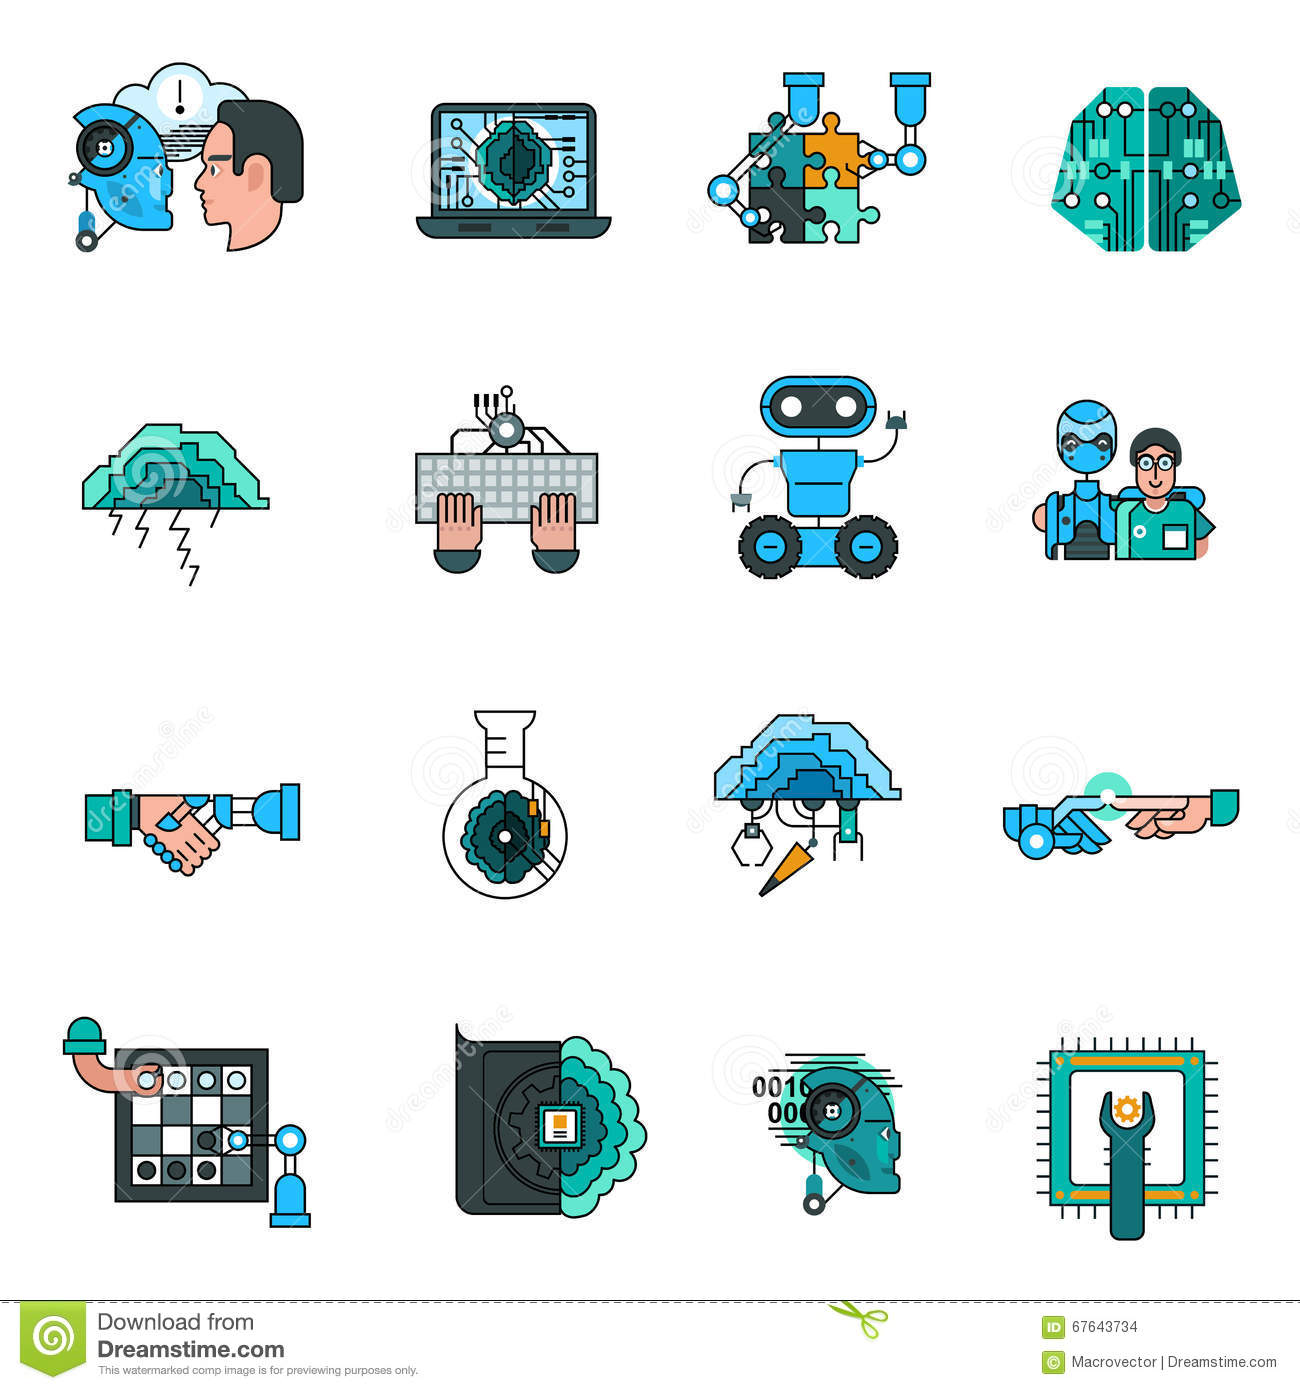 0010
000
Download from
Dreamstime.com
This watermarked comp image is for previewing purposes only.
ID 67643734
© Macrovector | Dreamstime.com